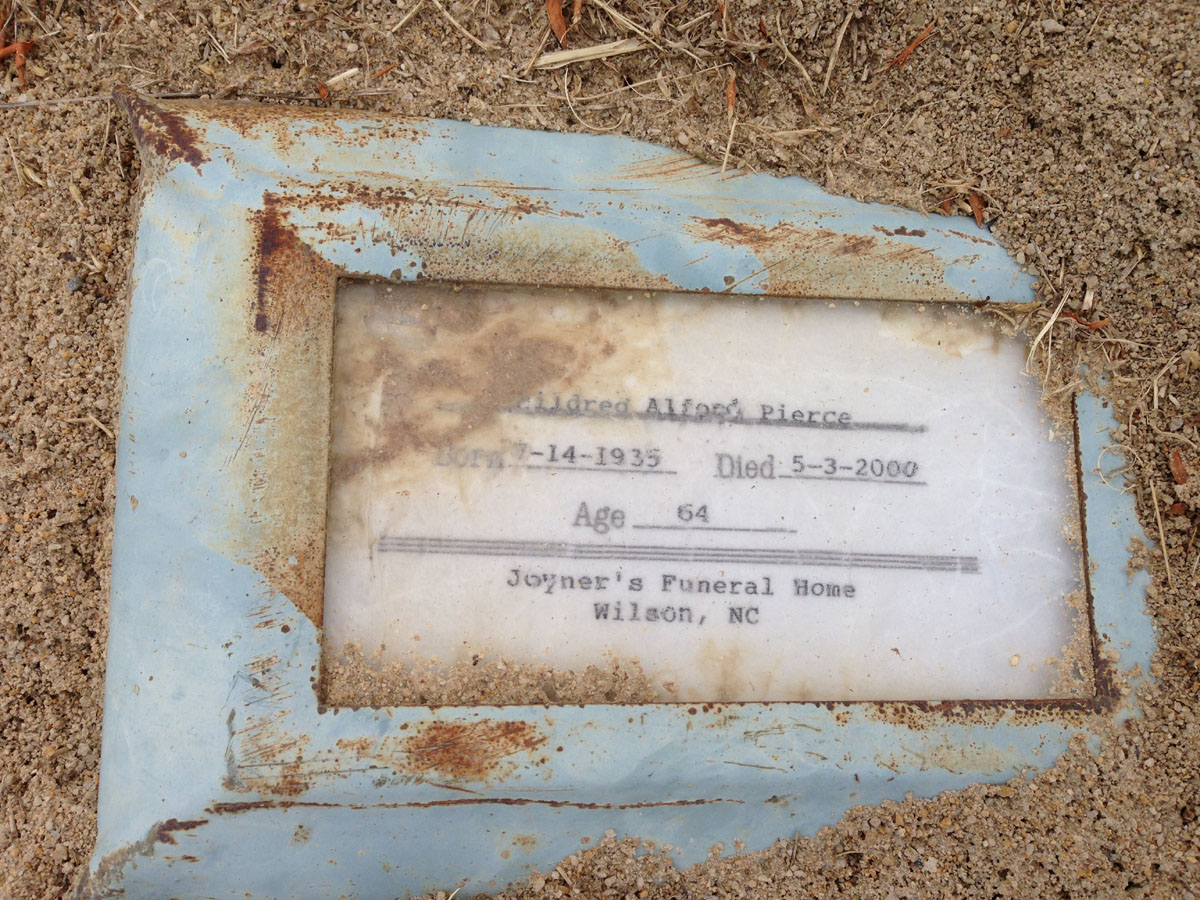 Mildred Alford Pierce
Born 7-14-1935 Died 5-3-2000
Age 64
Joyner's Funeral Home
Wilson, NC